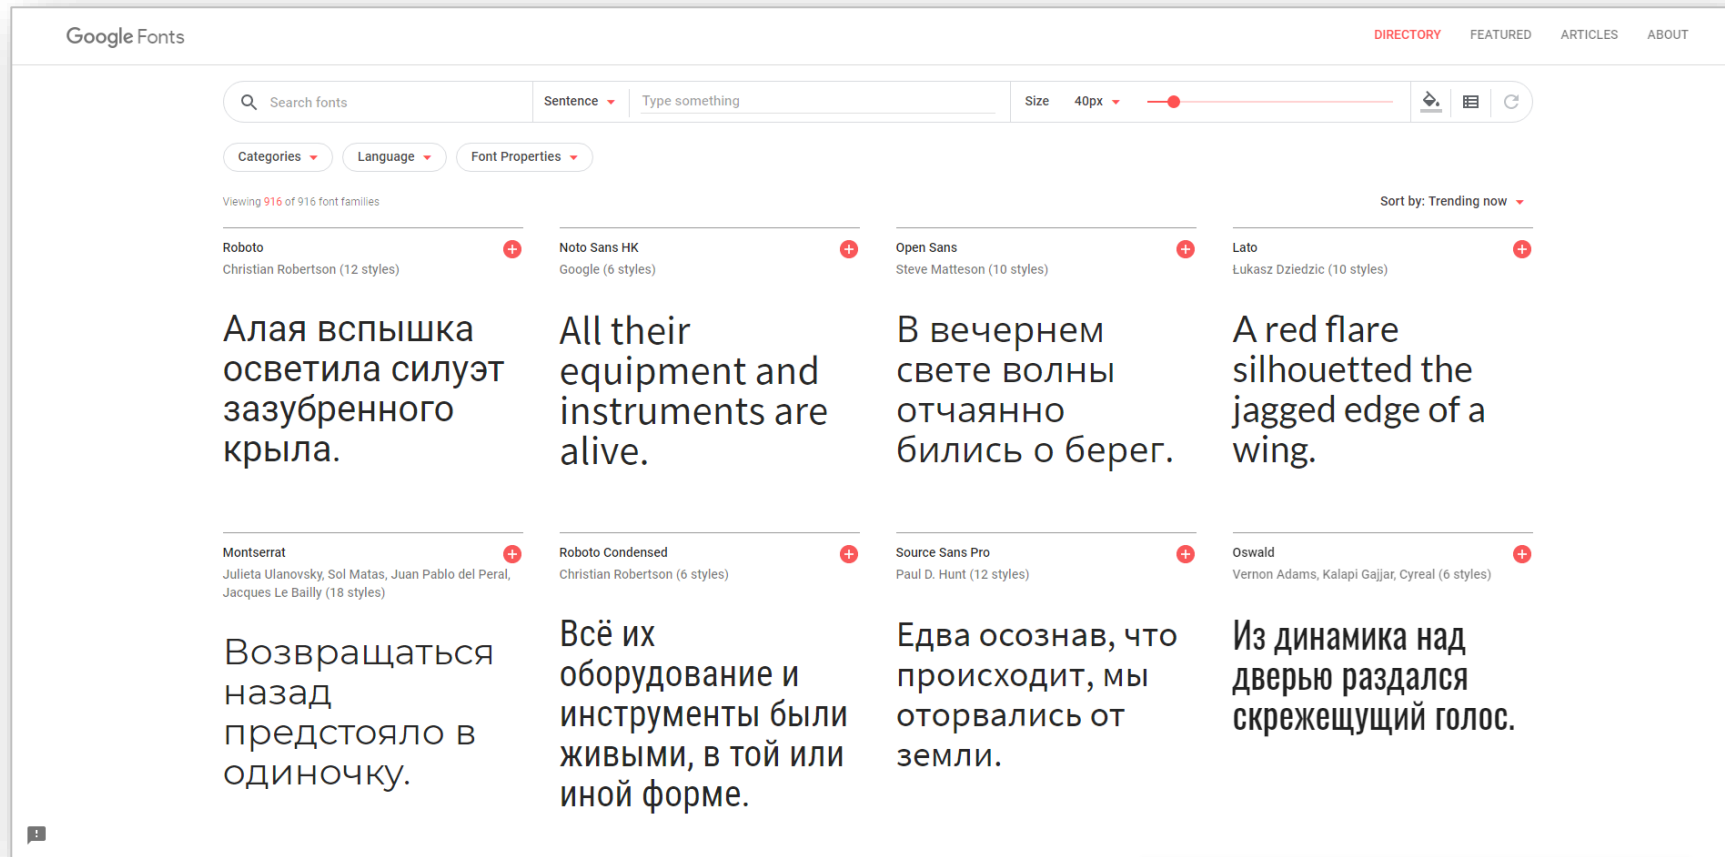 Google Fonts
DIRECTORY FEATURED ARTICLES ABOUT
Search fonts Sentence Type something Size 40px
Categories Language Font Properties
Viewing 916 of 916 font families Sort by: Trending now
Roboto
Christian Robertson (12 styles)
Алая вспышка
осветила силуэт
зазубренного
крыла.
Noto Sans HK
Google (6 styles)
All their
equipment and
instruments are
alive.
Open Sans
Steve Matteson (10 styles)
В вечернем
свете волны
отчаянно
бились о берег.
Lato
Łukasz Dziedzic (10 styles)
A red flare
silhouetted the
jagged edge of a
wing.
Montserrat
Julieta Ulanovsky, Sol Matas, Juan Pablo del Peral,
Jacques Le Bailly (18 styles)
Возвращаться
назад
предстояло в
одиночку.
Roboto Condensed
Christian Robertson (6 styles)
Всё их
оборудование и
инструменты были
живыми, в той или
иной форме.
Source Sans Pro
Paul D. Hunt (12 styles)
Едва осознав, что
происходит, мы
оторвались от
земли.
Oswald
Vernon Adams, Kalapi Gajjar, Cyreal (6 styles)
Из динамика над
дверью раздался
скрежещущий голос.